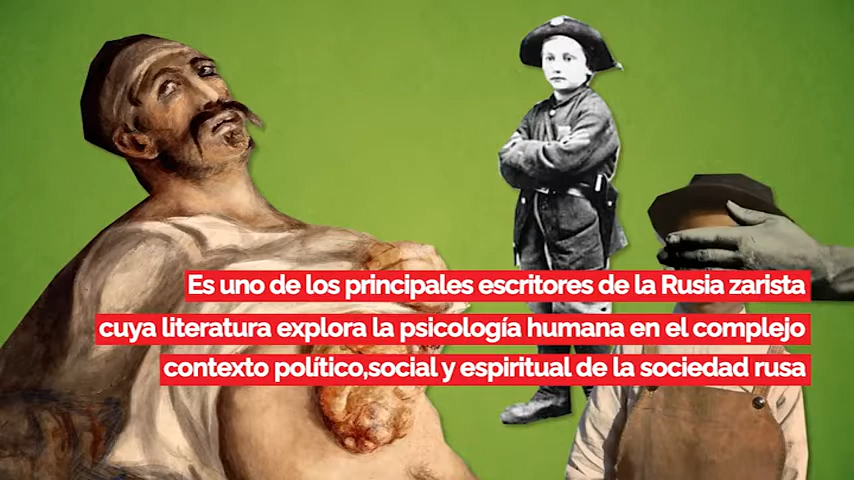 Es uno de los principales escritores de la Rusia zarista
cuya literatura explora la psicología humana en el complejo
contexto político,social y espiritual de la sociedad rusa